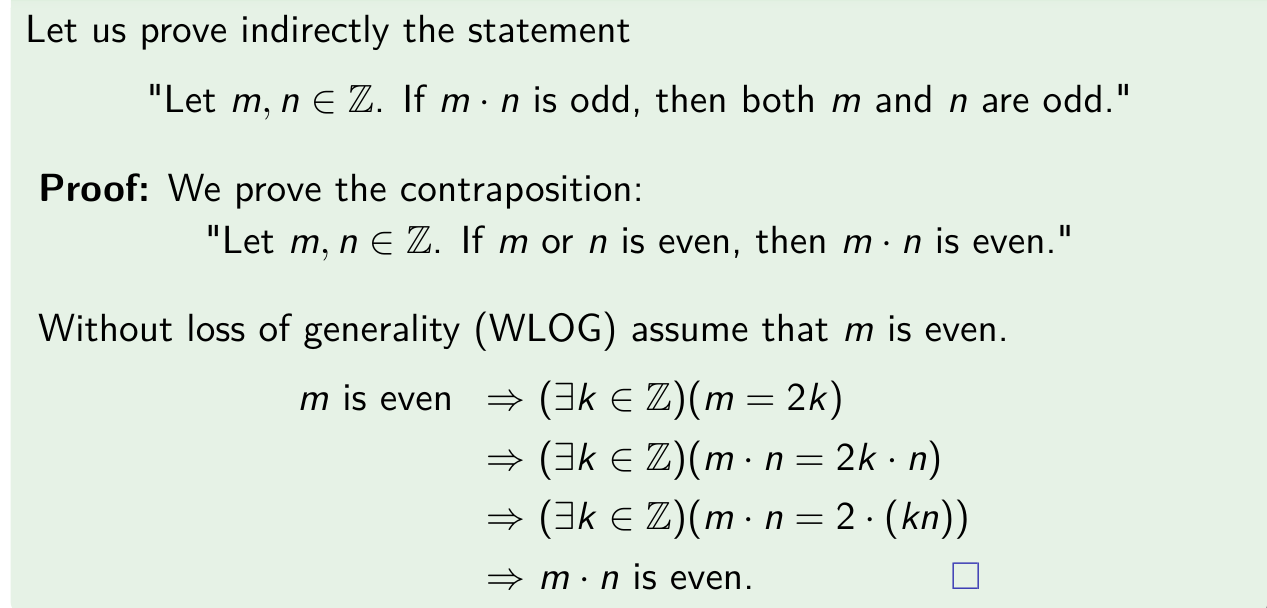 Let us prove indirectly the statement
"Let m, n ∈ ℤ. If m · n is odd, then both m and n are odd."
Proof: We prove the contraposition:
"Let m, n ∈ ℤ. If m or n is even, then m · n is even."
Without loss of generality (WLOG) assume that m is even.
m is even ⇒ (∃k ∈ ℤ)(m = 2k)
⇒ (∃k ∈ ℤ)(m · n = 2k · n)
⇒ (∃k ∈ ℤ)(m · n = 2 · (kn))
⇒ m · n is even. □